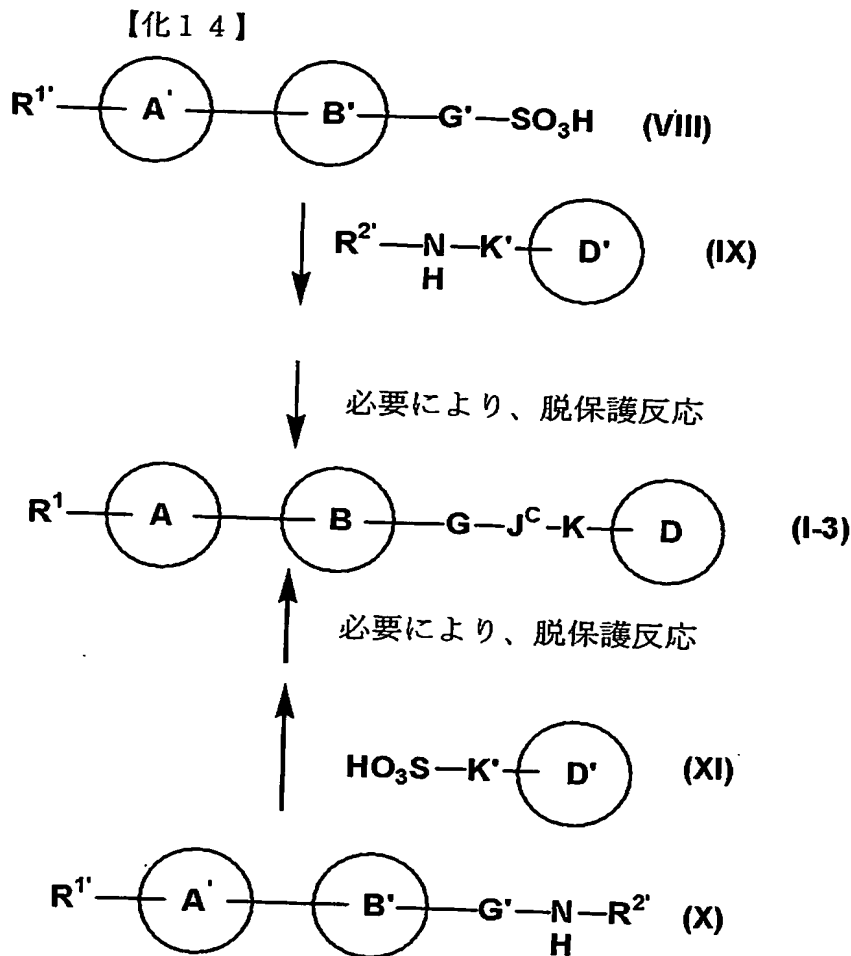 【化14】
R1' A' B' G' SO3H (VIII)
R2' N K' D' (IX)
H
必要により、脱保護反応
R1 A B G JC K D (I-3)
必要により、脱保護反応
HO3S K' D' (XI)
R1' A' B' G' N R2' (X)
H